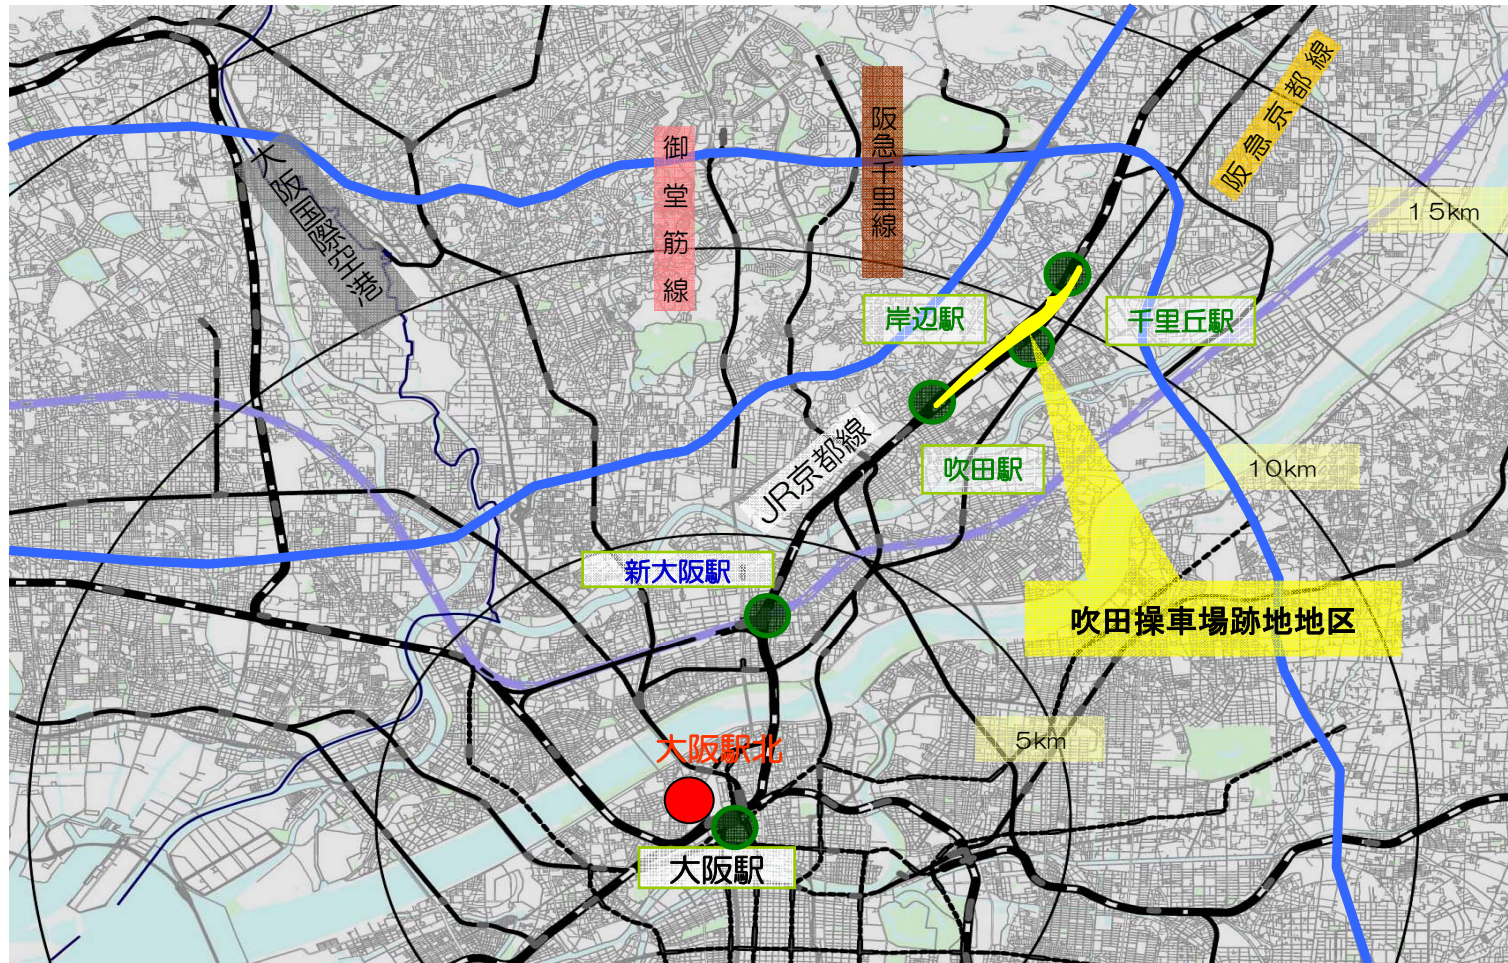 阪急京都線
御堂筋線
阪急千里線
大阪国際空港
15km
岸辺駅
千里丘駅
JR京都線
吹田駅
10km
新大阪駅
吹田操車場跡地地区
大阪駅北
5km
大阪駅